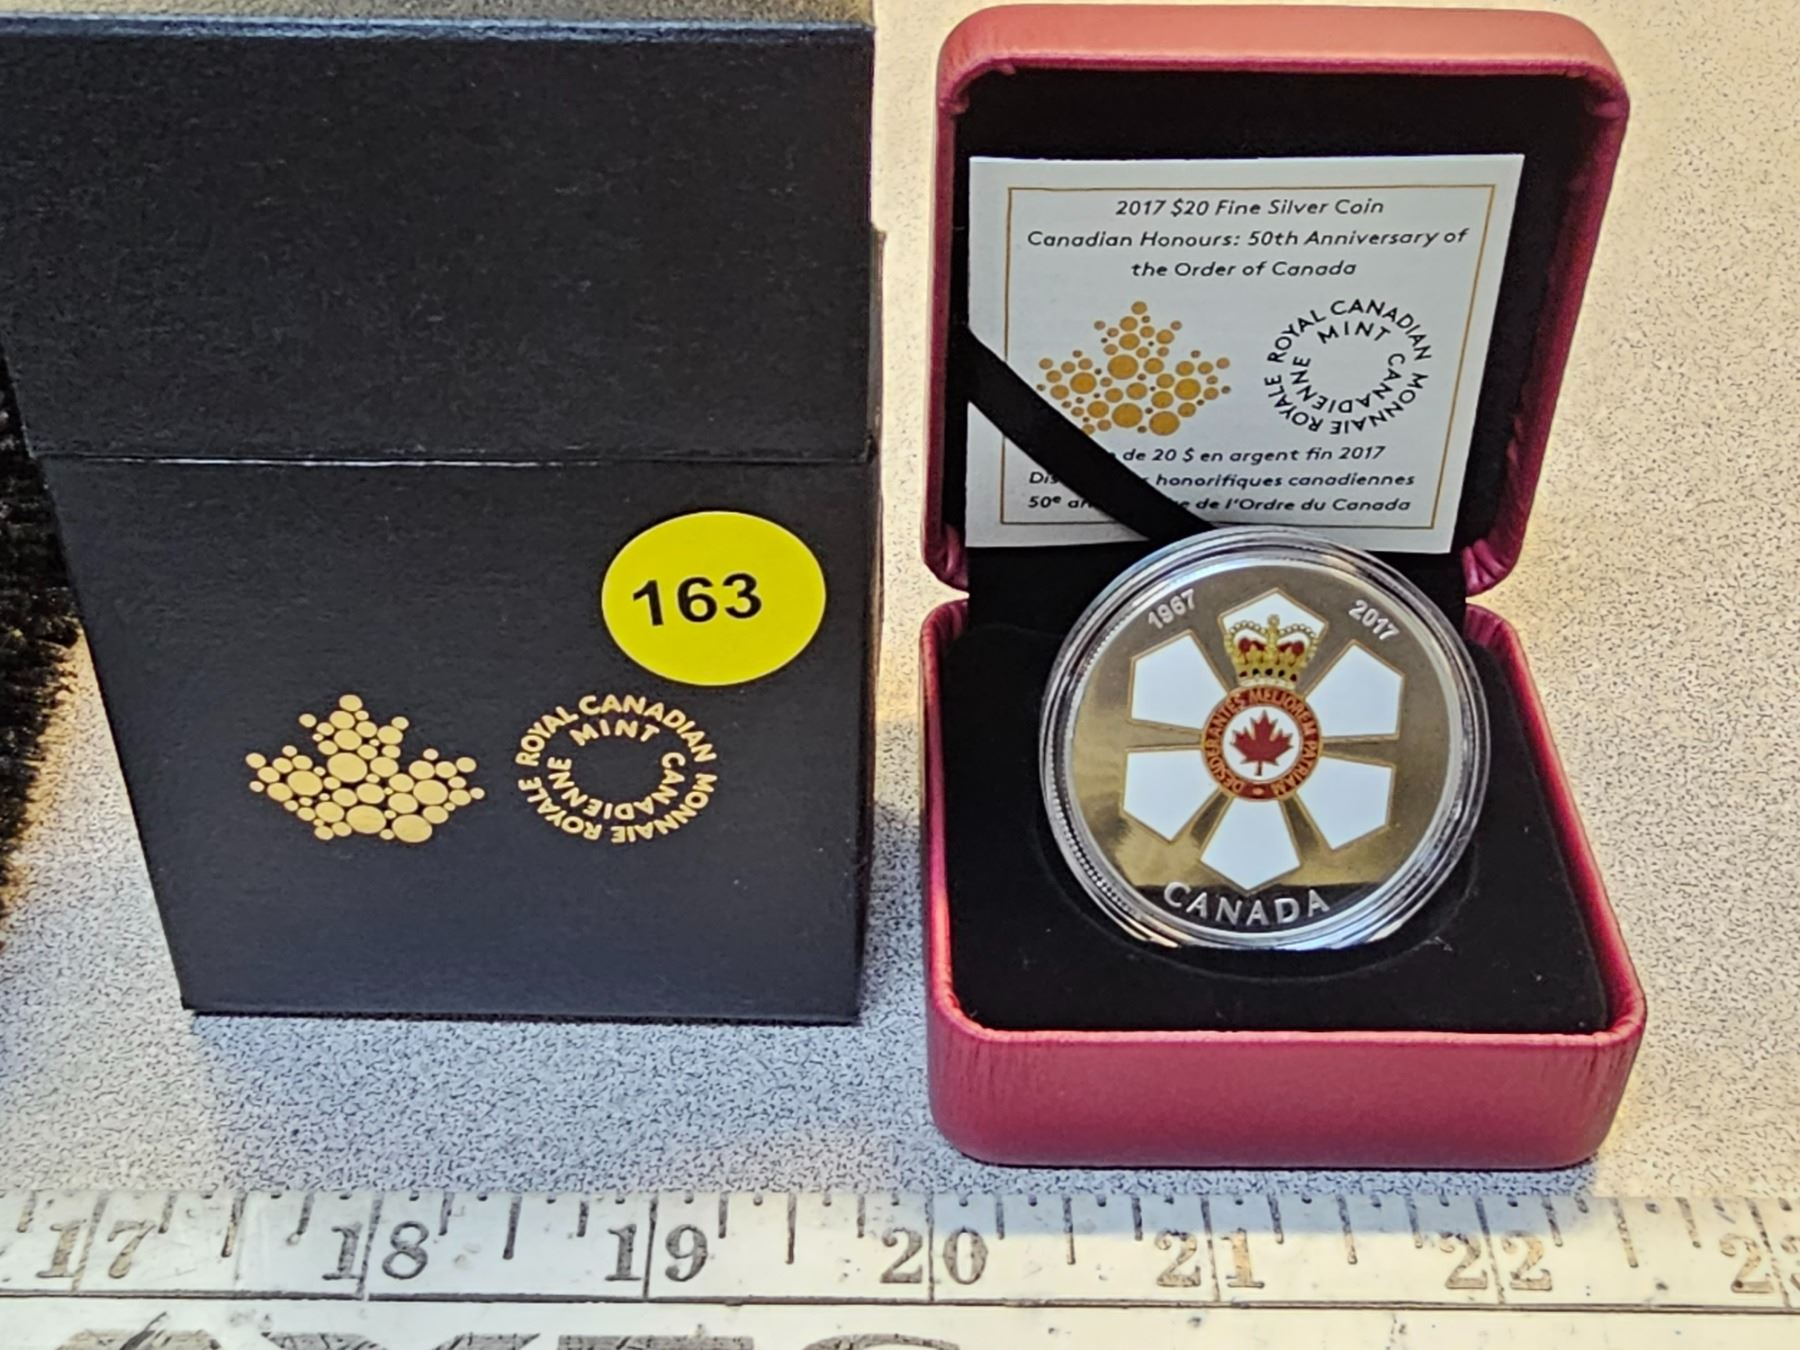 163
ROYAL CANADIAN MINT
MONNAIE ROYALE CANADIENNE
2017 $20 Fine Silver Coin
Canadian Honours: 50th Anniversary of
the Order of Canada
ROYAL CANADIAN MINT
MONNAIE ROYALE CANADIENNE
de 20 $ en argent fin 2017
honorifiques canadiennes
50e de l'Ordre du Canada
1967 2017
DESIDERANTES MELIOREM PATRIAM
CANADA
17 18 19 20 21 22